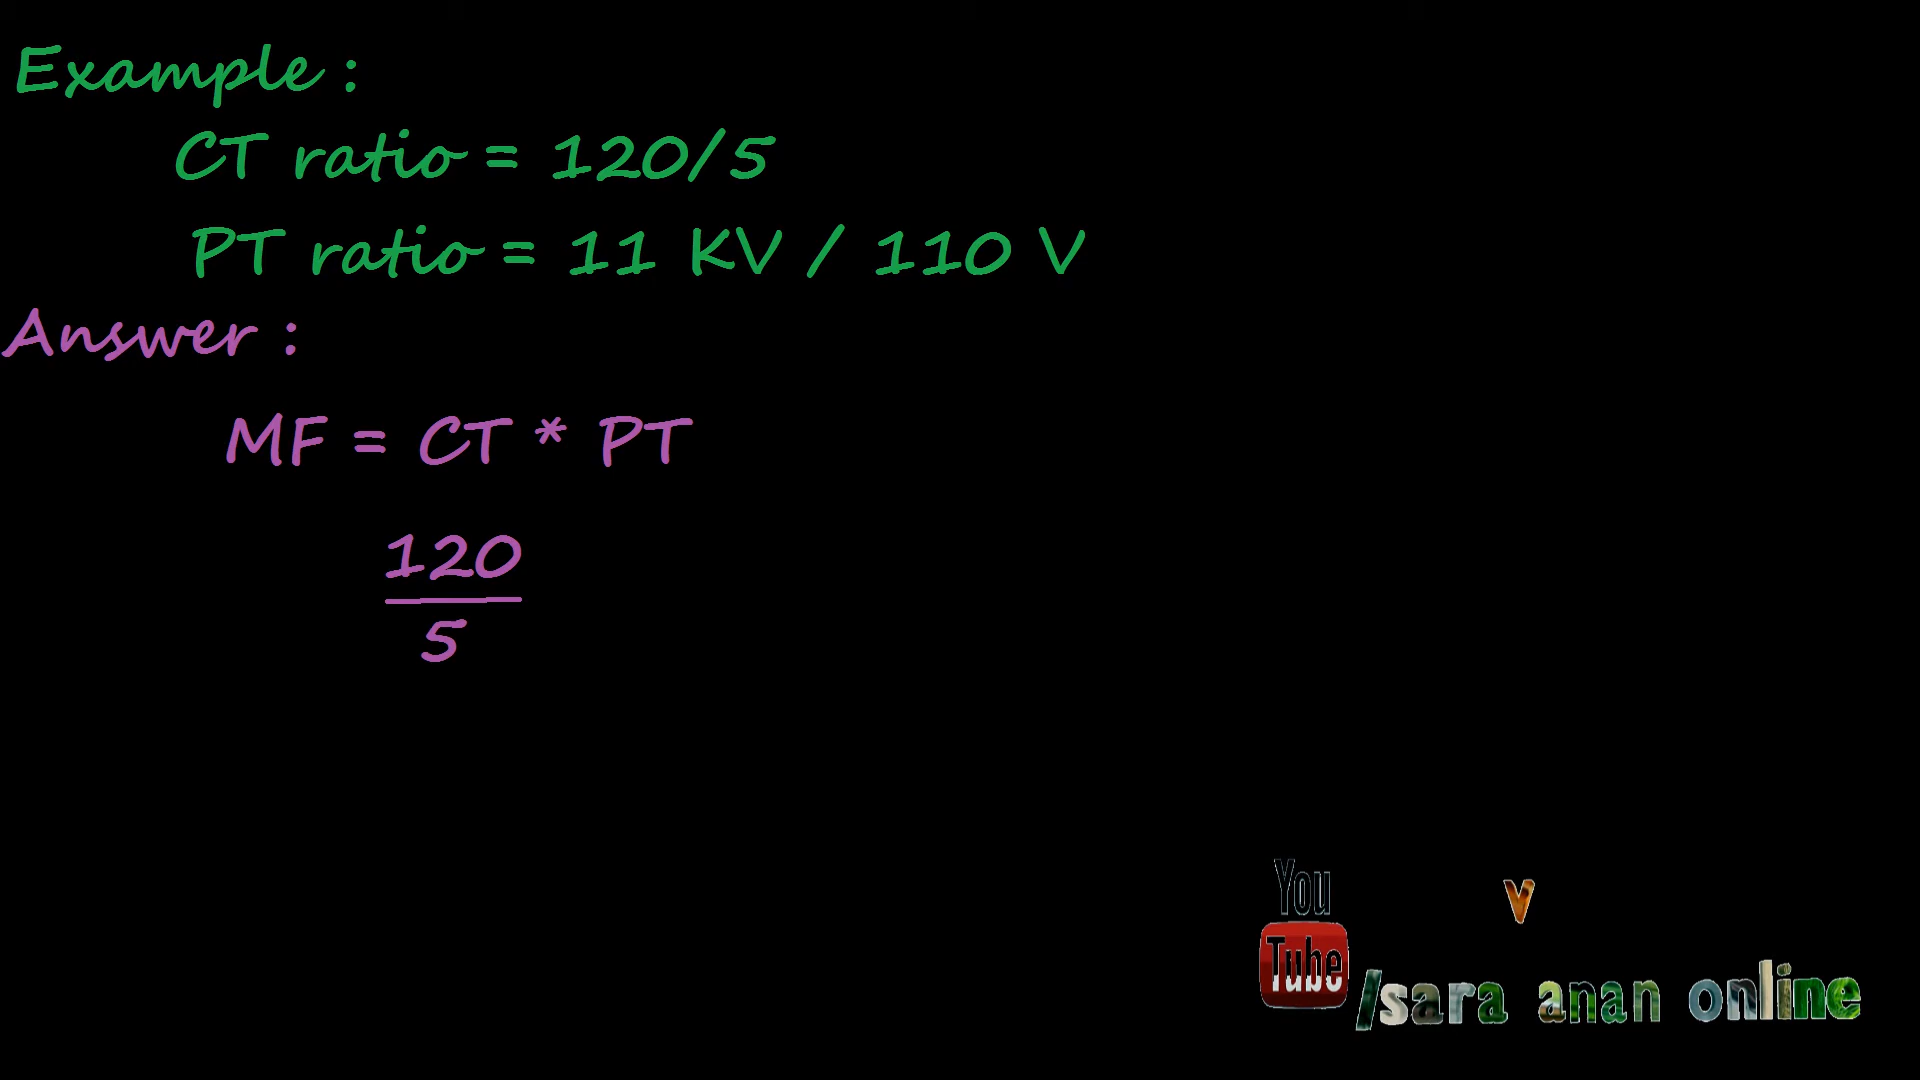 Example :
CT ratio = 120/5
PT ratio = 11 KV / 110 V
Answer :
MF = CT * PT
120
5
You
Tube
v
/sara anan online